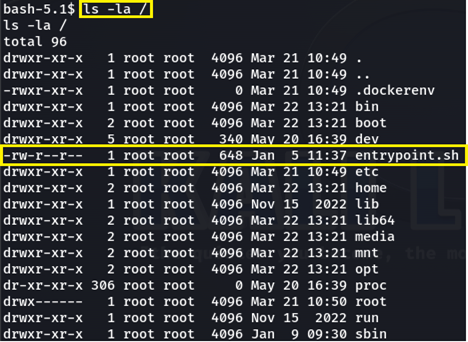 bash-5.1$ ls -la /
ls -la /
total 96
drwxr-xr-x   1 root root  4096 Mar 21 10:49 .
drwxr-xr-x   1 root root  4096 Mar 21 10:49 ..
-rwxr-xr-x   1 root root     0 Mar 21 10:49 .dockerenv
drwxr-xr-x   1 root root  4096 Mar 22 13:21 bin
drwxr-xr-x   2 root root  4096 Mar 22 13:21 boot
drwxr-xr-x   5 root root   340 May 20 16:39 dev
-rw-r--r--   1 root root   648 Jan  5 11:37 entrypoint.sh
drwxr-xr-x   1 root root  4096 Mar 21 10:49 etc
drwxr-xr-x   2 root root  4096 Mar 22 13:21 home
drwxr-xr-x   1 root root  4096 Nov 15  2022 lib
drwxr-xr-x   2 root root  4096 Mar 22 13:21 lib64
drwxr-xr-x   2 root root  4096 Mar 22 13:21 media
drwxr-xr-x   2 root root  4096 Mar 22 13:21 mnt
drwxr-xr-x   2 root root  4096 Mar 22 13:21 opt
dr-xr-xr-x 306 root root     0 May 20 16:39 proc
drwx------   1 root root  4096 Mar 21 10:50 root
drwxr-xr-x   1 root root  4096 Nov 15  2022 run
drwxr-xr-x   1 root root  4096 Jan  9 09:30 sbin